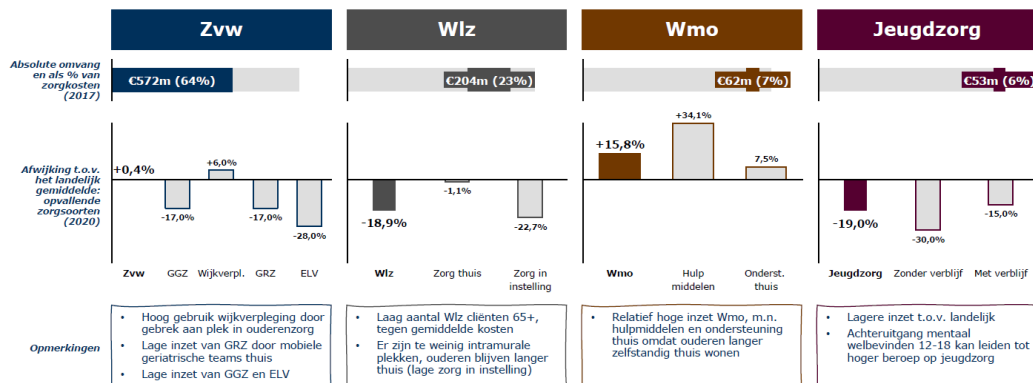 Zvw
Wlz
Wmo
Jeugdzorg
Absolute omvang
en als % van
zorgkosten
(2017)
€572m (64%)
€204m (23%)
€62m (7%)
€53m (6%)
Afwijking t.o.v.
het landelijk
gemiddelde:
opvallende
zorgsoorten
(2020)
+0,4%
-17,0%
+6,0%
-17,0%
-28,0%
-18,9%
-1,1%
-22,7%
+15,8%
+34,1%
7,5%
-19,0%
-30,0%
-15,0%
Zvw
GGZ
Wijkverpl.
GRZ
ELV
Wlz
Zorg thuis
Zorg in
instelling
Wmo
Hulp
middelen
Onderst.
thuis
Jeugdzorg
Zonder verblijf
Met verblijf
Opmerkingen
• Hoog gebruik wijkverpleging door
gebrek aan plek in ouderenzorg
• Lage inzet van GRZ door mobiele
geriatrische teams thuis
• Lage inzet van GGZ en ELV
• Laag aantal Wlz cliënten 65+,
tegen gemiddelde kosten
• Er zijn te weinig intramurale
plekken, ouderen blijven langer
thuis (lage zorg in instelling)
• Relatief hoge inzet Wmo, m.n.
hulpmiddelen en ondersteuning
thuis omdat ouderen langer
zelfstandig thuis wonen
• Lagere inzet t.o.v. landelijk
• Achteruitgang mentaal
welbevinden 12-18 kan leiden tot
hoger beroep op jeugdzorg